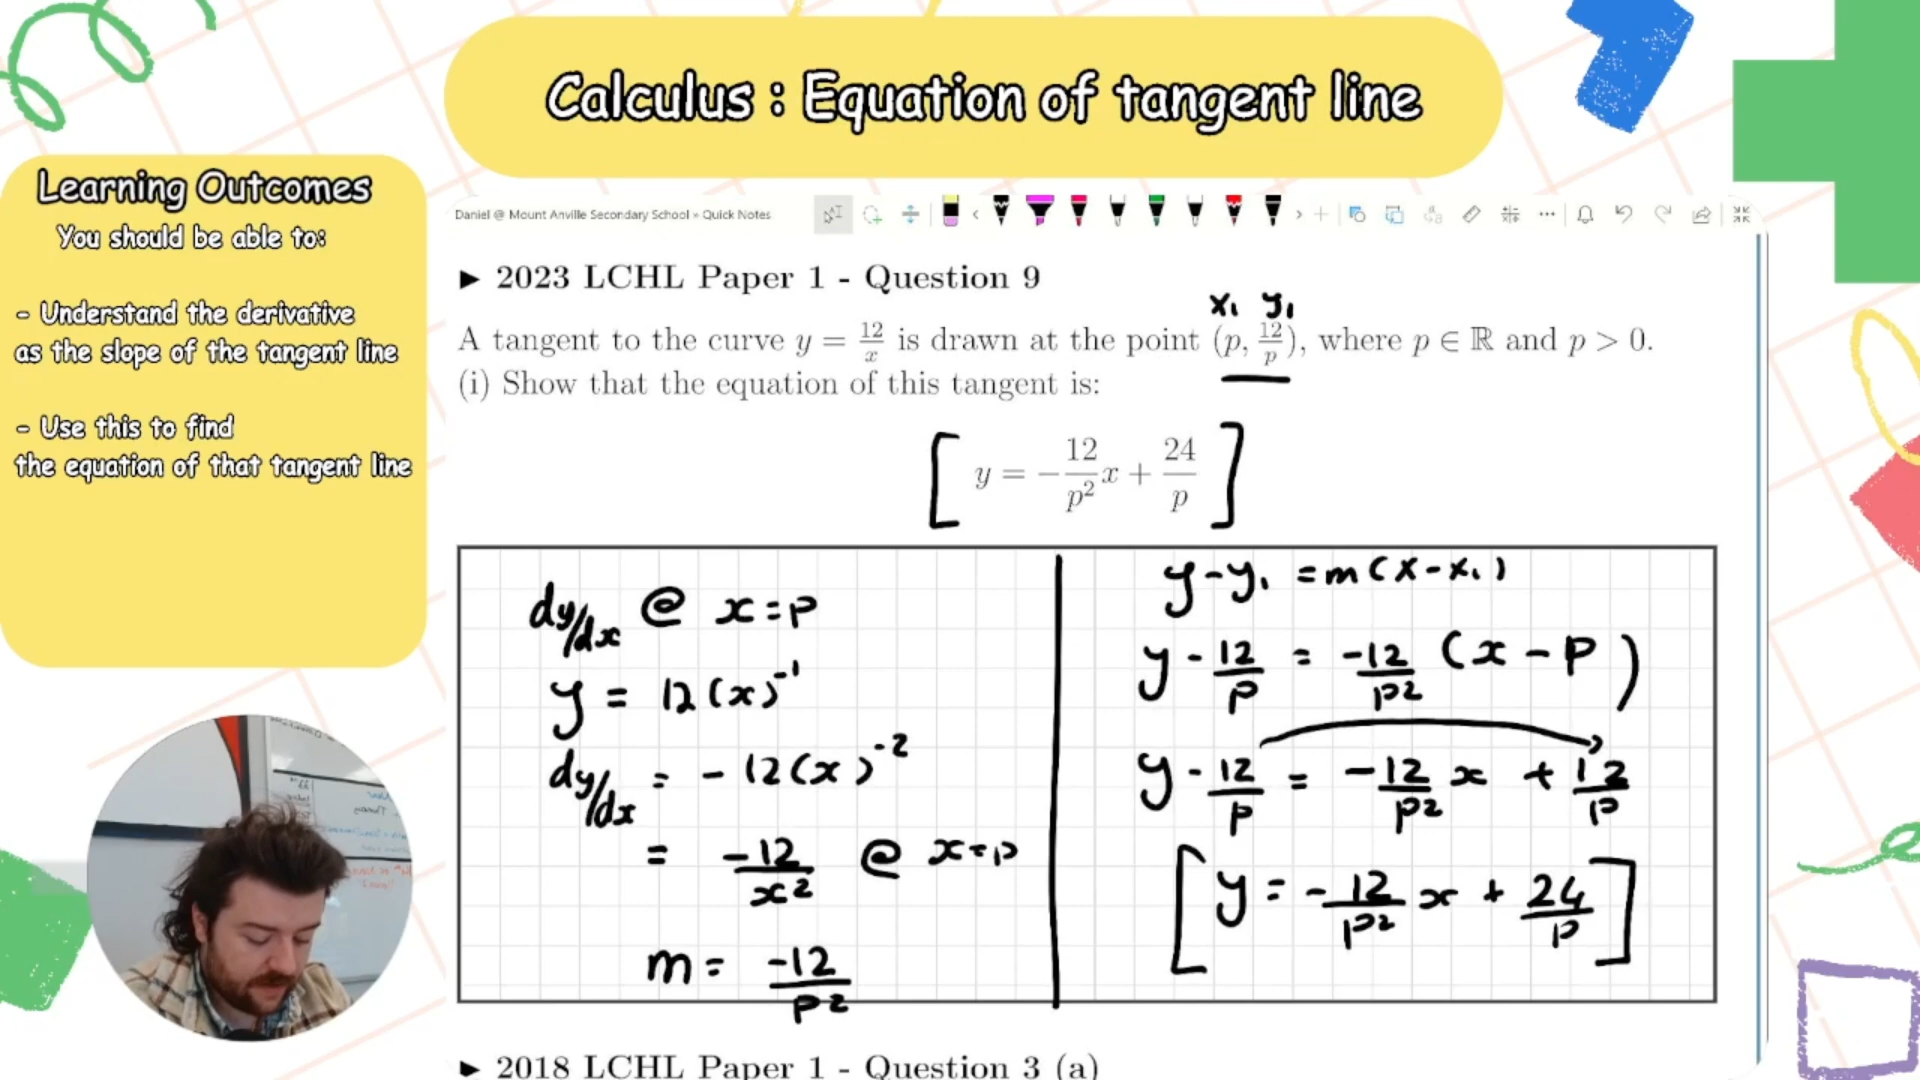 Calculus : Equation of tangent line
Learning Outcomes
You should be able to:
- Understand the derivative
as the slope of the tangent line
- Use this to find
the equation of that tangent line
Daniel @ Mount Anville Secondary School » Quick Notes
► 2023 LCHL Paper 1 - Question 9
x₁ y₁
A tangent to the curve y = 12/x is drawn at the point (p, 12/p), where p ∈ ℝ and p > 0.
(i) Show that the equation of this tangent is:
[ y = −12/p² x + 24/p ]
dy/dx @ x=p
y = 12(x)⁻¹
dy/dx = -12(x)⁻²
= -12/x² @ x=p
m = -12/p²
y-y₁ = m(x-x₁)
y - 12/p = -12/p² (x - p)
y - 12/p = -12/p² x + 12/p
[ y = -12/p² x + 24/p ]
► 2018 LCHL Paper 1 - Question 3 (a)